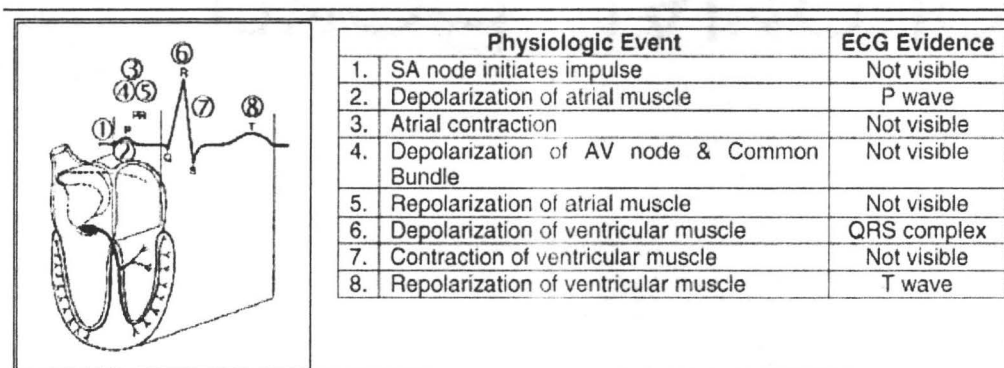 ⑥
R
③
④⑤
⑦
⑧
PR
①
P
T
②
Q
S
Physiologic Event ECG Evidence
1. SA node initiates impulse Not visible
2. Depolarization of atrial muscle P wave
3. Atrial contraction Not visible
4. Depolarization of AV node & Common Not visible
Bundle
5. Repolarization of atrial muscle Not visible
6. Depolarization of ventricular muscle QRS complex
7. Contraction of ventricular muscle Not visible
8. Repolarization of ventricular muscle T wave